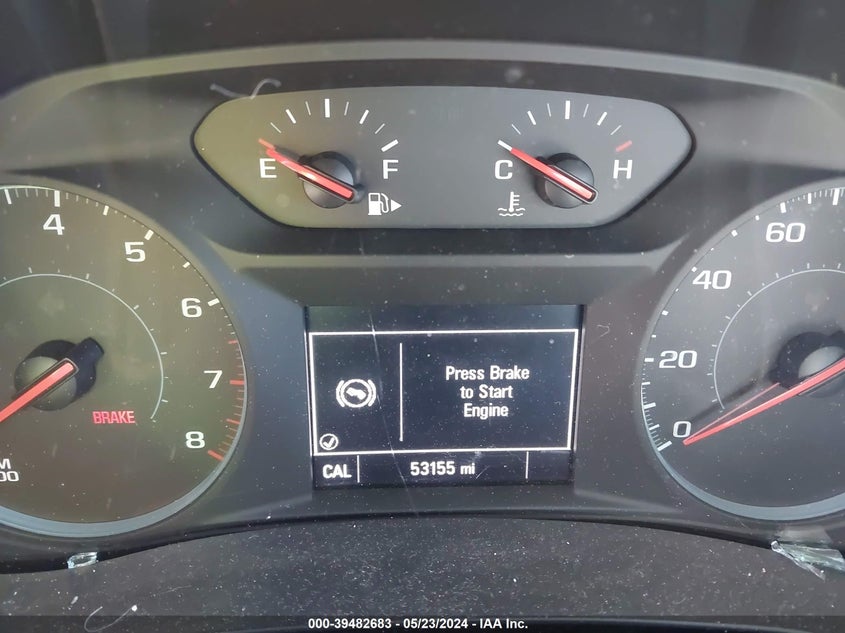 E F C H
4 5 6 7 8
BRAKE
60 40 20 0
Press Brake
to Start
Engine
CAL 53155 mi
000-39482683 - 05/23/2024 - IAA Inc.